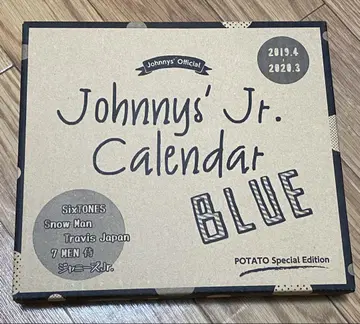 Johnnys' Official
2019.4
2020.3
Johnnys' Jr.
Calendar
BLUE
SixTONES
Snow Man
Travis Japan
7 MEN 侍
ジャニーズJr.
POTATO Special Edition